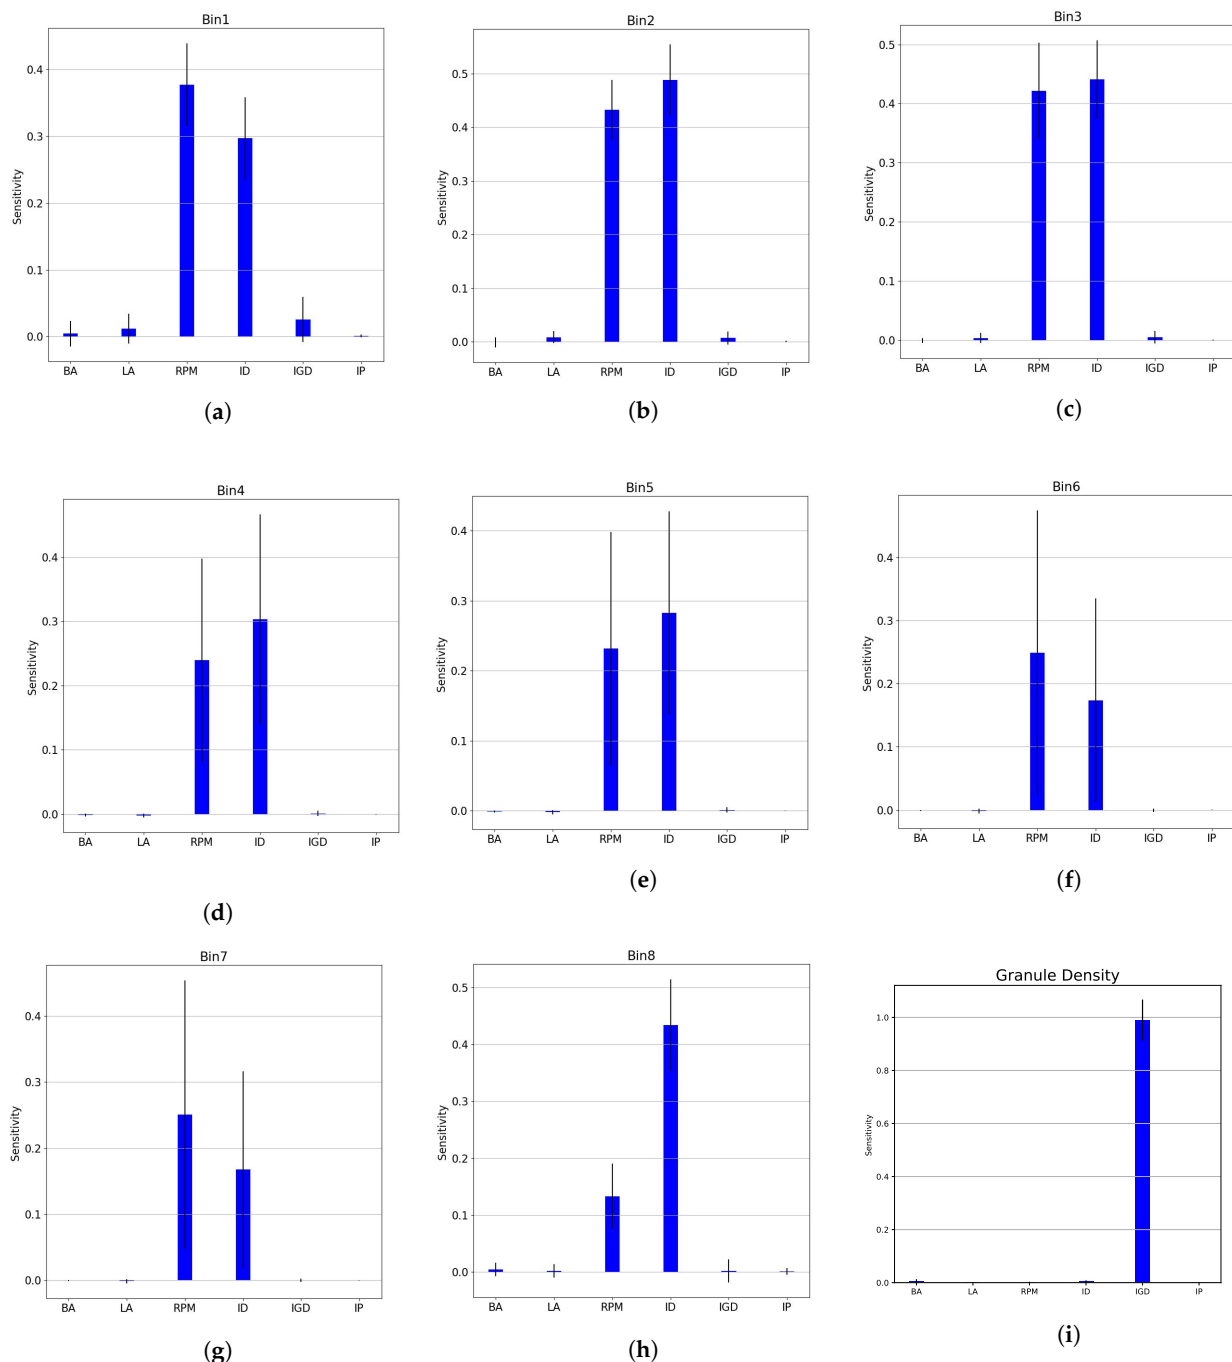 Bin1
Sensitivity
0.4
0.3
0.2
0.1
0.0
BA LA RPM ID IGD IP
(a)
Bin2
Sensitivity
0.5
0.4
0.3
0.2
0.1
0.0
BA LA RPM ID IGD IP
(b)
Bin3
Sensitivity
0.5
0.4
0.3
0.2
0.1
0.0
BA LA RPM ID IGD IP
(c)
Bin4
Sensitivity
0.4
0.3
0.2
0.1
0.0
BA LA RPM ID IGD IP
(d)
Bin5
Sensitivity
0.4
0.3
0.2
0.1
0.0
BA LA RPM ID IGD IP
(e)
Bin6
Sensitivity
0.4
0.3
0.2
0.1
0.0
BA LA RPM ID IGD IP
(f)
Bin7
Sensitivity
0.4
0.3
0.2
0.1
0.0
BA LA RPM ID IGD IP
(g)
Bin8
Sensitivity
0.5
0.4
0.3
0.2
0.1
0.0
BA LA RPM ID IGD IP
(h)
Granule Density
Sensitivity
1.0
0.8
0.6
0.4
0.2
0.0
BA LA RPM ID IGD IP
(i)